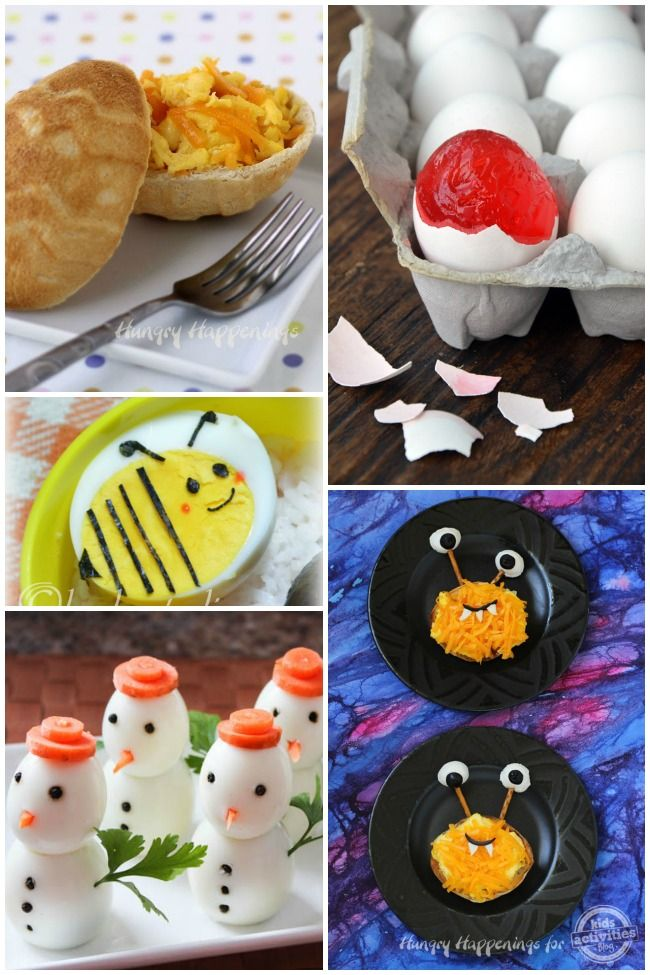 Hungry Happenings
Hungry Happenings for
kids
activities
Blog